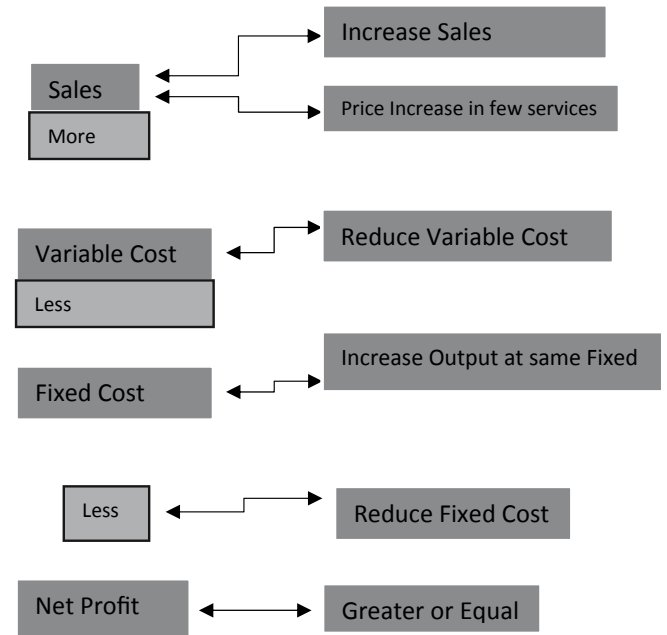 Increase Sales
Sales
Price Increase in few services
More
Reduce Variable Cost
Variable Cost
Less
Increase Output at same Fixed
Fixed Cost
Less
Reduce Fixed Cost
Net Profit
Greater or Equal